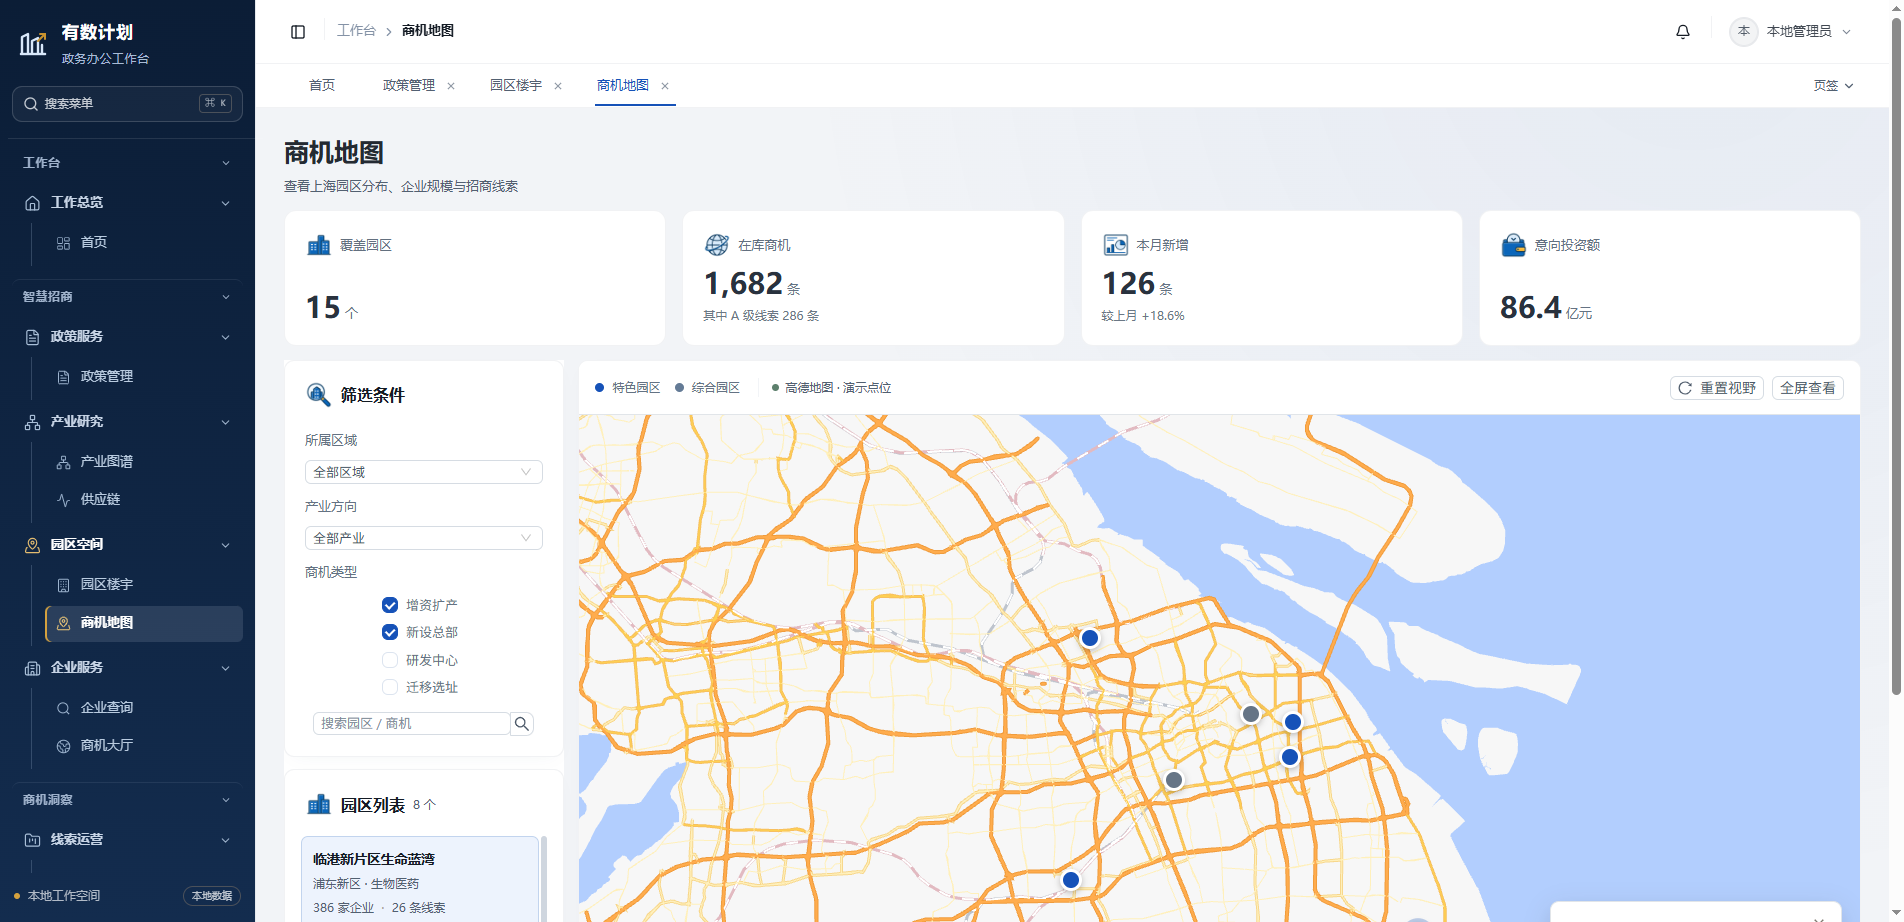 有数计划
政务办公工作台
搜索菜单
⌘ K
工作台
工作总览
首页
智慧招商
政策服务
政策管理
产业研究
产业图谱
供应链
园区空间
园区楼宇
商机地图
企业服务
企业查询
商机大厅
商机洞察
线索运营
本地工作空间
本地数据
工作台
商机地图
本
本地管理员
首页
政策管理
园区楼宇
商机地图
页签
商机地图
查看上海园区分布、企业规模与招商线索
覆盖园区
15 个
在库商机
1,682 条
其中 A 级线索 286 条
本月新增
126 条
较上月 +18.6%
意向投资额
86.4 亿元
筛选条件
所属区域
全部区域
产业方向
全部产业
商机类型
增资扩产
新设总部
研发中心
迁移选址
搜索园区 / 商机
园区列表 8 个
临港新片区生命蓝湾
浦东新区 · 生物医药
386 家企业 · 26 条线索
特色园区
综合园区
高德地图 · 演示点位
重置视野
全屏查看